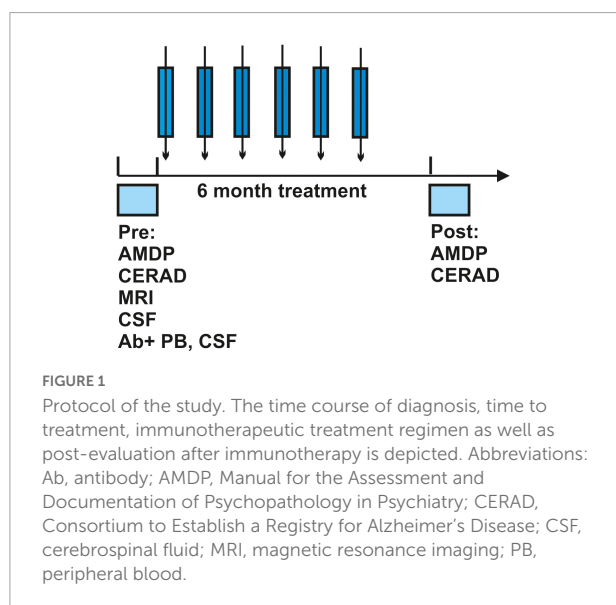 6 month treatment
Pre:
AMDP
CERAD
MRI
CSF
Ab+ PB, CSF
Post:
AMDP
CERAD
FIGURE 1
Protocol of the study. The time course of diagnosis, time to
treatment, immunotherapeutic treatment regimen as well as
post-evaluation after immunotherapy is depicted. Abbreviations:
Ab, antibody; AMDP, Manual for the Assessment and
Documentation of Psychopathology in Psychiatry; CERAD,
Consortium to Establish a Registry for Alzheimer's Disease; CSF,
cerebrospinal fluid; MRI, magnetic resonance imaging; PB,
peripheral blood.